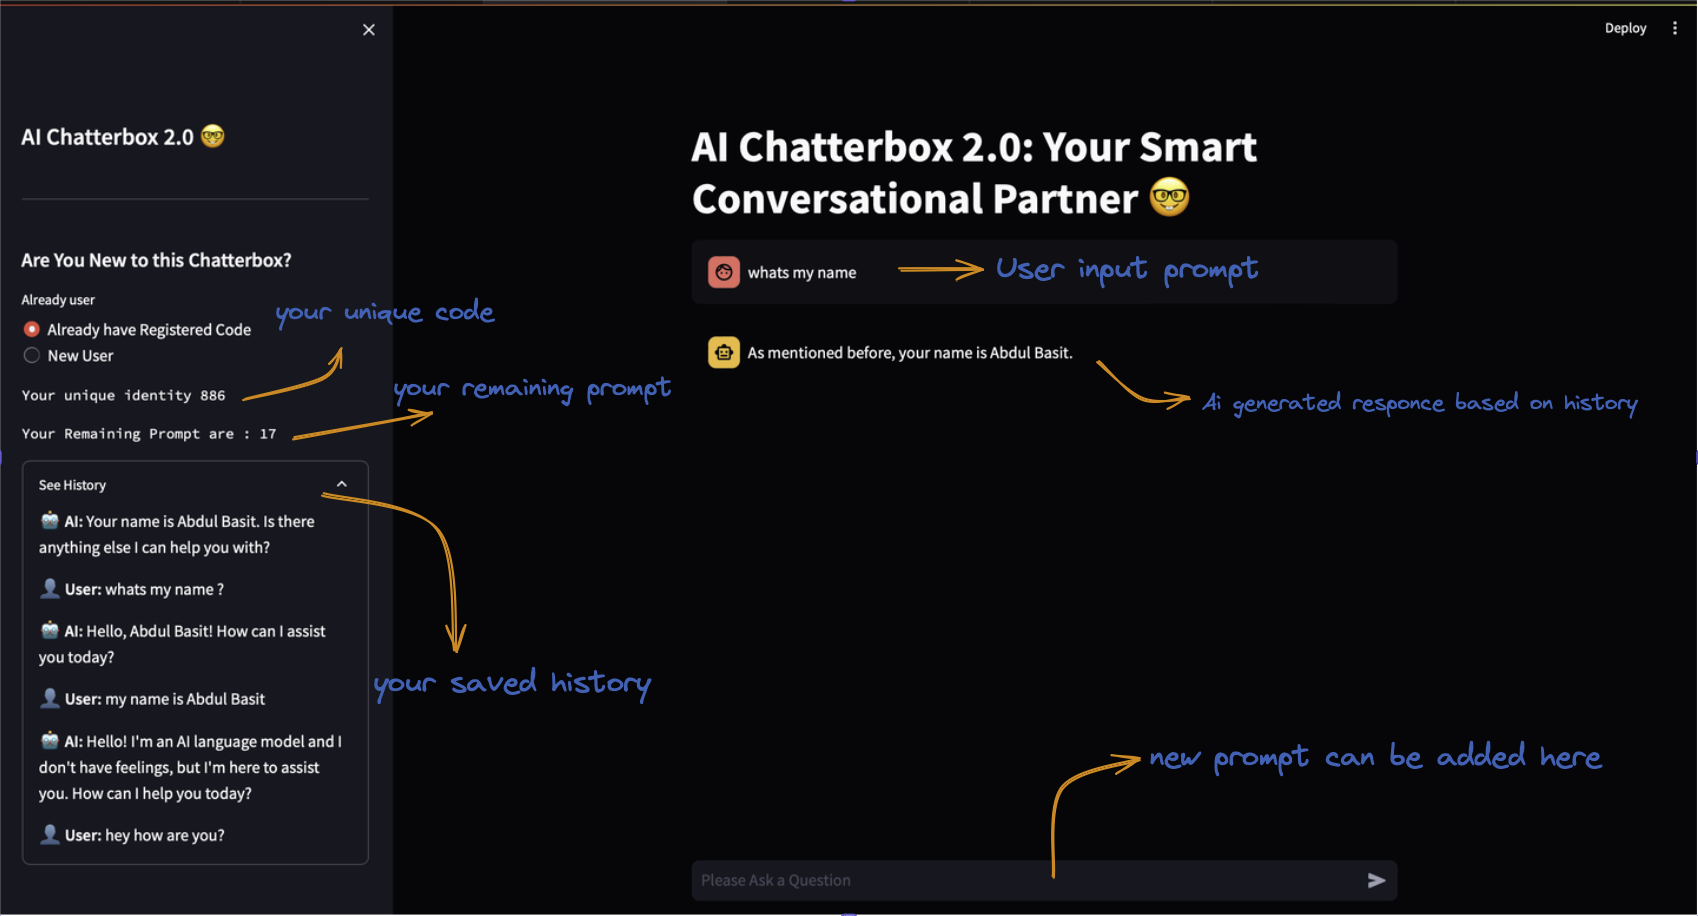 Deploy
AI Chatterbox 2.0 🤓
Are You New to this Chatterbox?
Already user
Already have Registered Code
New User
your unique code
Your unique identity 886
your remaining prompt
Your Remaining Prompt are : 17
See History
🤖 AI: Your name is Abdul Basit. Is there
anything else I can help you with?
👤 User: whats my name ?
🤖 AI: Hello, Abdul Basit! How can I assist
you today?
👤 User: my name is Abdul Basit
your saved history
🤖 AI: Hello! I'm an AI language model and I
don't have feelings, but I'm here to assist
you. How can I help you today?
👤 User: hey how are you?
AI Chatterbox 2.0: Your Smart
Conversational Partner 🤓
whats my name
User input prompt
As mentioned before, your name is Abdul Basit.
Ai generated responce based on history
new prompt can be added here
Please Ask a Question